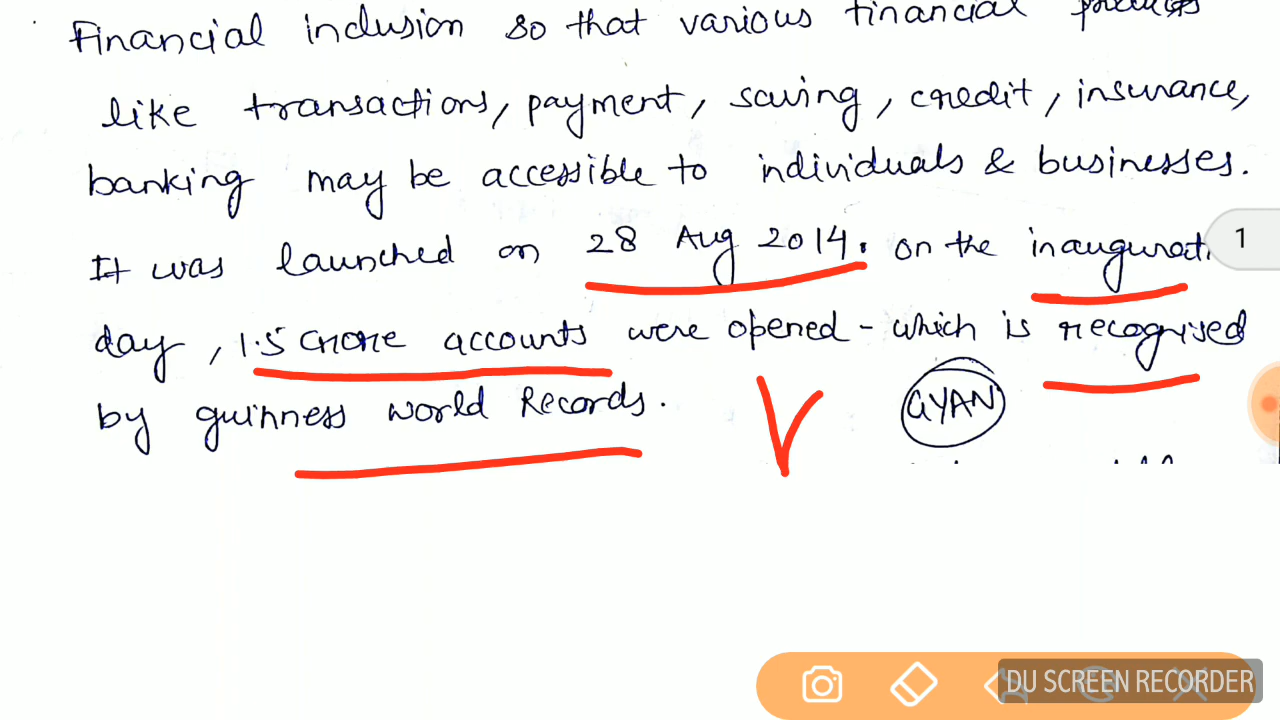 Financial inclusion so that various financial
like transactions, payment, saving, credit, insurance,
banking may be accessible to individuals & businesses.
It was launched on 28 Aug 2014. on the
day, 1.5 crore accounts were opened - which is recognised
by guinness world Records.
GYAN
1
DU SCREEN RECORDER